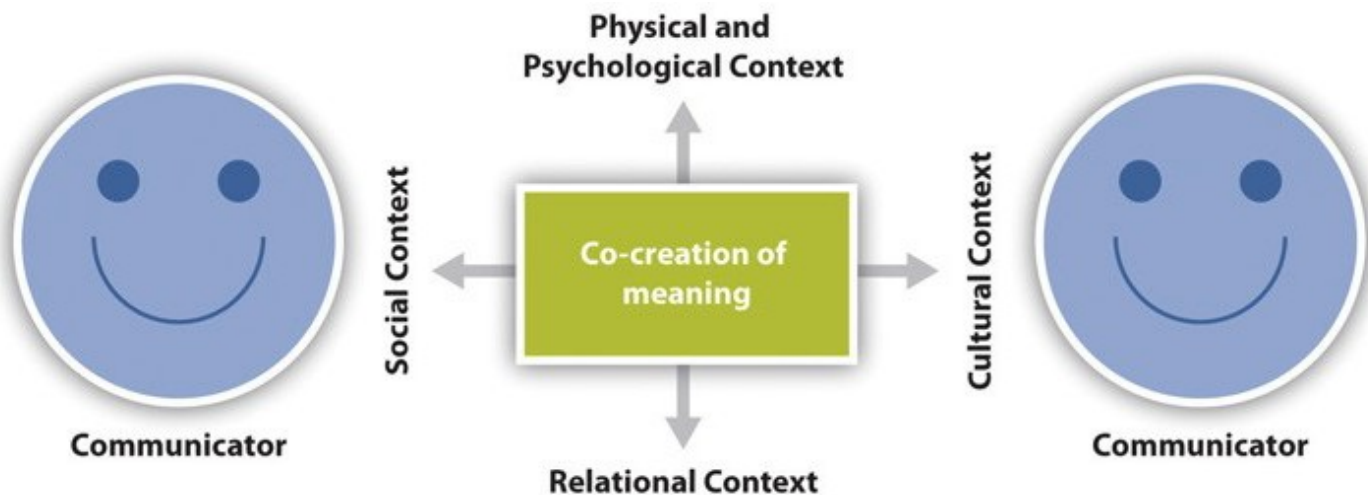 Physical and
Psychological Context
Social Context
Co-creation of
meaning
Cultural Context
Communicator
Communicator
Relational Context